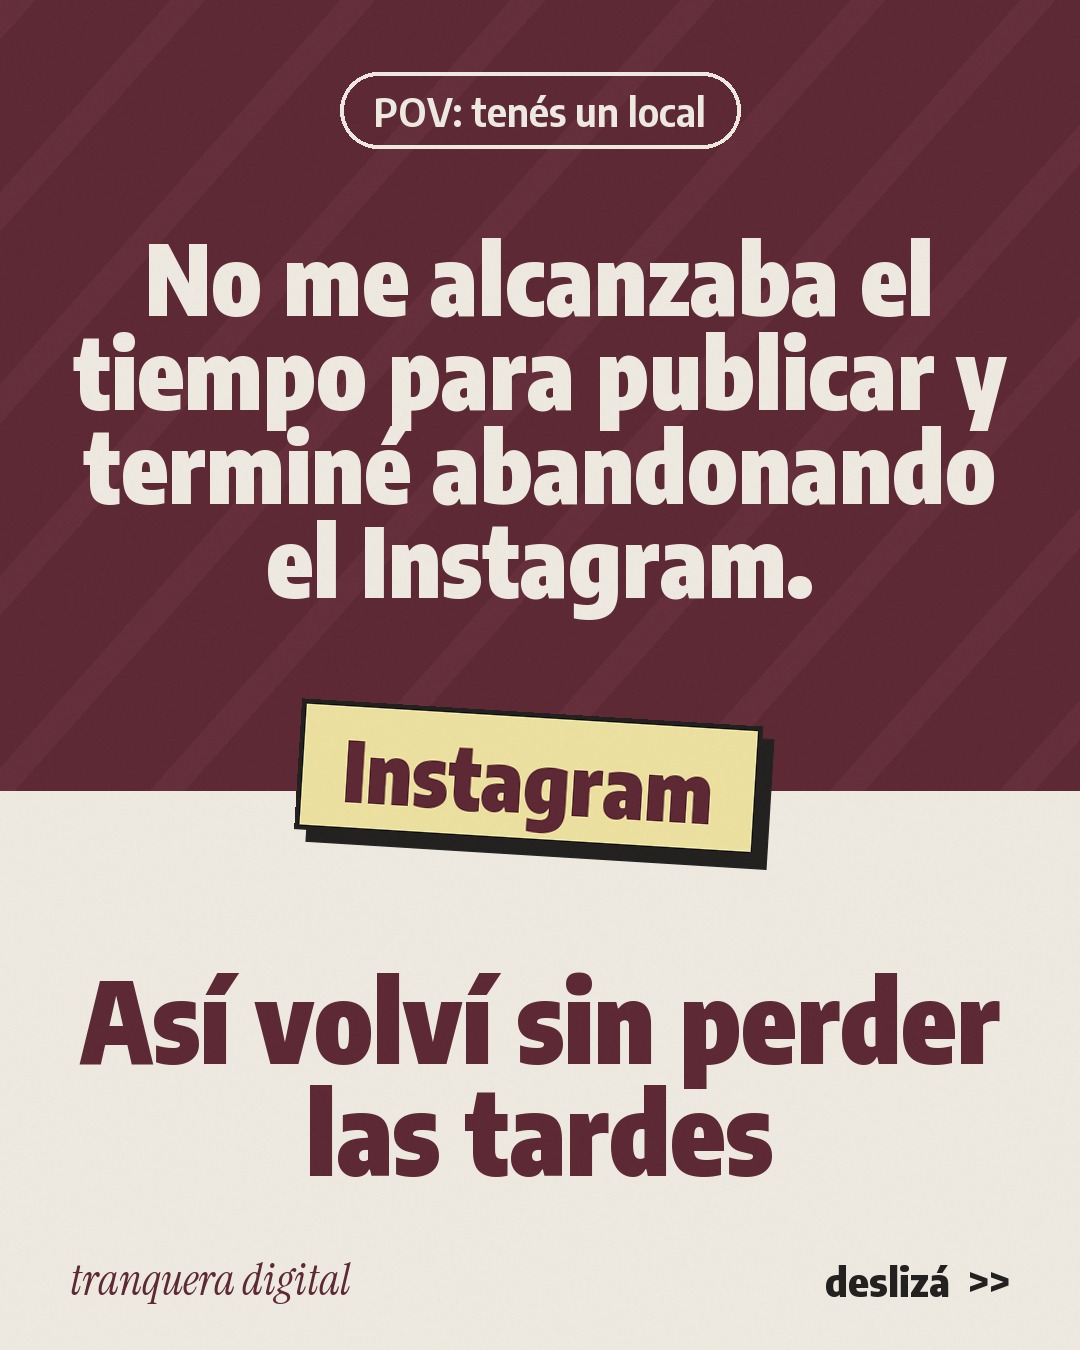 POV: tenés un local
No me alcanzaba el
tiempo para publicar y
terminé abandonando
el Instagram.
Instagram
Así volví sin perder
las tardes
tranquera digital
deslizá >>